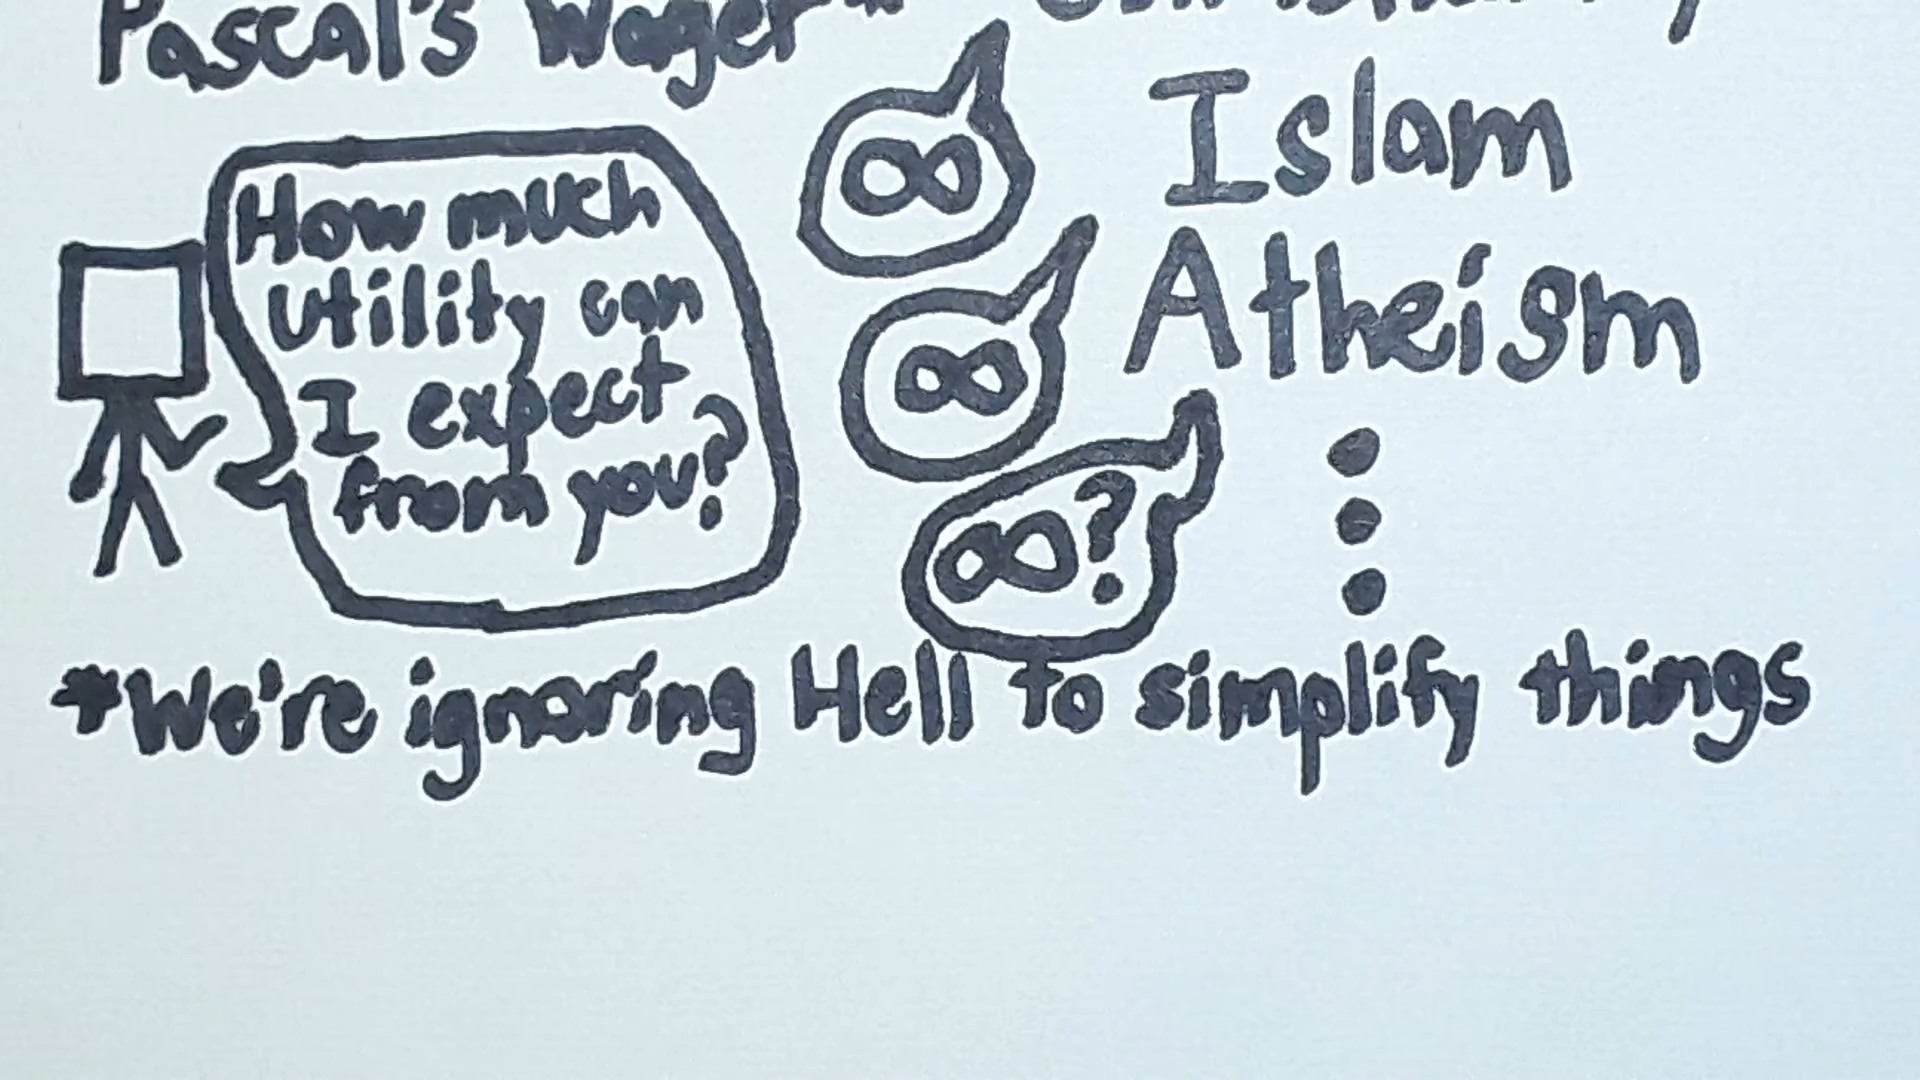 Pascal's Wager*
∞
Islam
How much
utility can
I expect
from you?
∞
Atheism
∞?
*We're ignoring Hell to simplify things